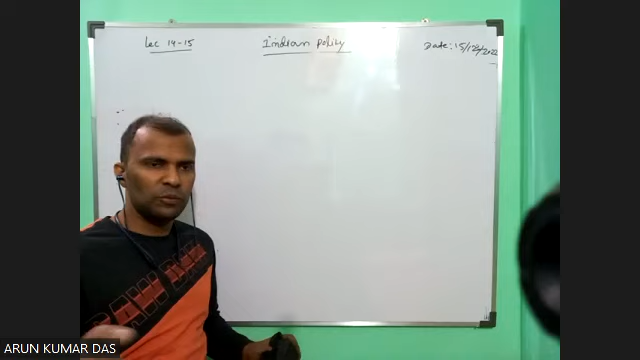 Lec 14-15
Indian polity
Date: 15/12/2022
ARUN KUMAR DAS